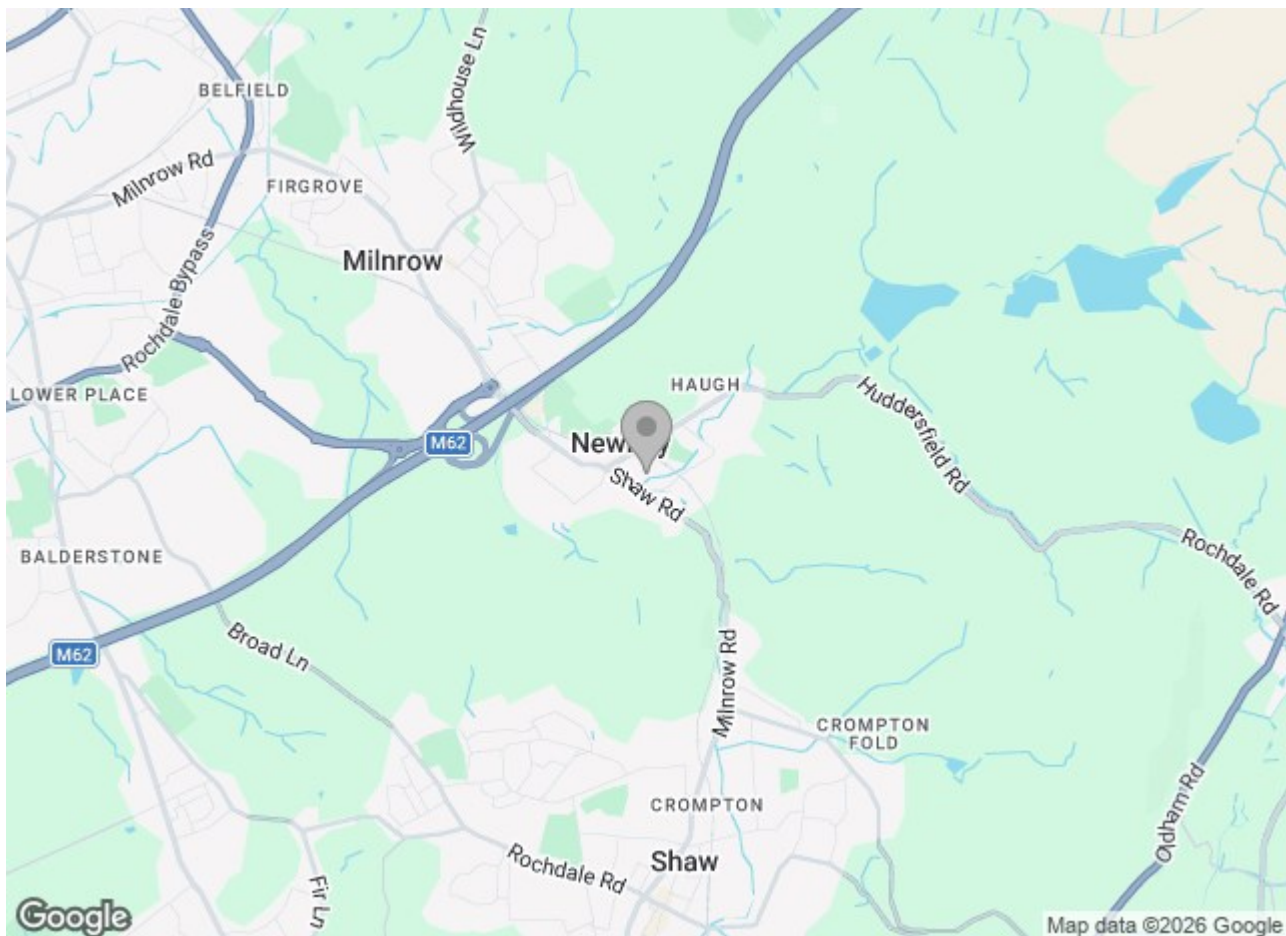 BELFIELD
Wildhouse Ln
Milnrow Rd
FIRGROVE
Milnrow
Rochdale Bypass
LOWER PLACE
HAUGH
Huddersfield Rd
M62
Shaw Rd
BALDERSTONE
Rochdale Rd
M62
Broad Ln
Milnrow Rd
CROMPTON
FOLD
CROMPTON
Oldham Rd
Shaw
Rochdale Rd
Fir Ln
Google
Map data ©2026 Google